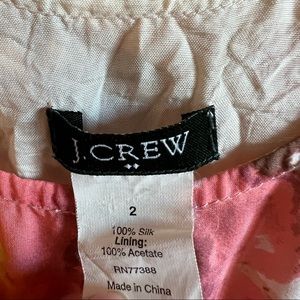 J.CREW
2
100% Silk
Lining:
100% Acetate
RN77388
Made in China